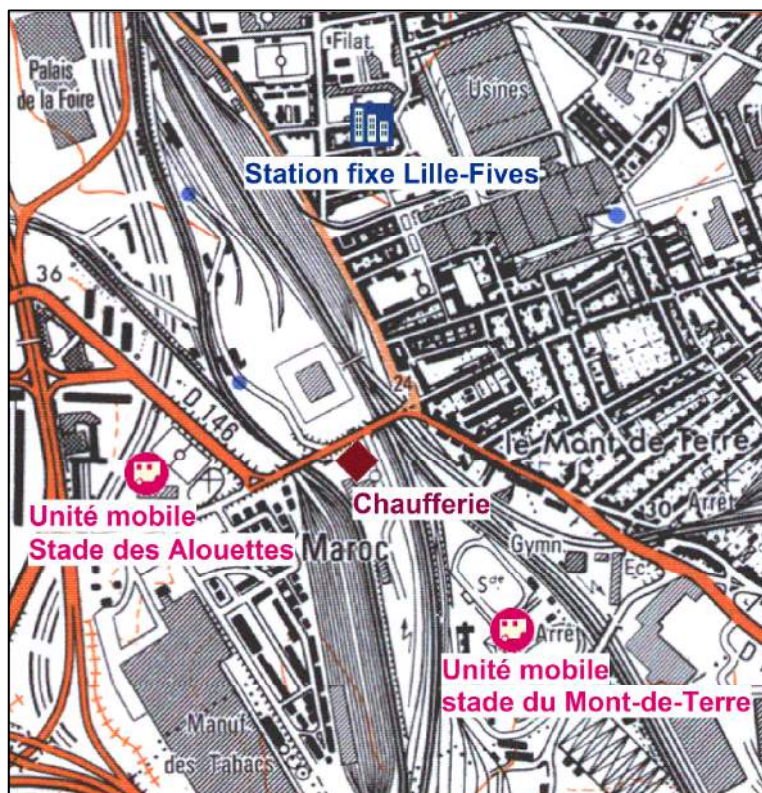 Filat.
26
Palais
de la Foire
Usines
Station fixe Lille-Fives
27
36
24
D 146
le Mont de Terre
Chaufferie
30
Arrêt
Unité mobile
Stade des Alouettes
Maroc
Gymn.
Ec.
Sde
Arrêt
Unité mobile
stade du Mont-de-Terre
Manuf.
des Tabacs